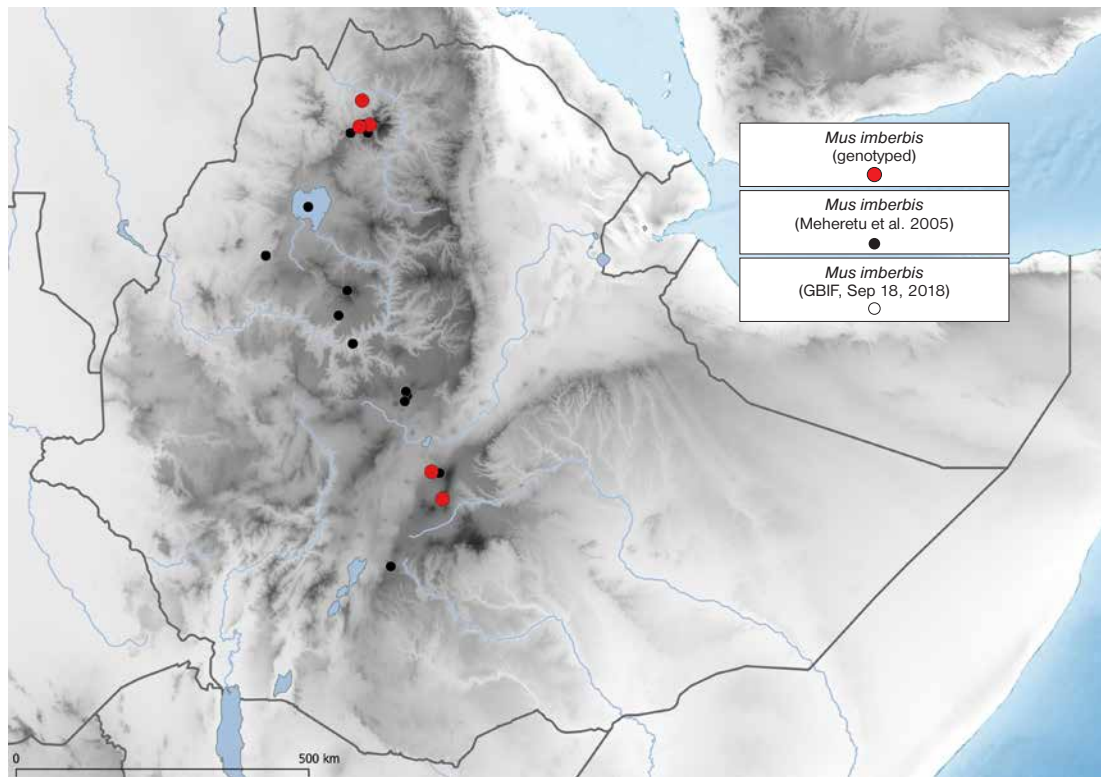 Mus imberbis
(genotyped)
Mus imberbis
(Meheretu et al. 2005)
Mus imberbis
(GBIF, Sep 18, 2018)
0
500 km